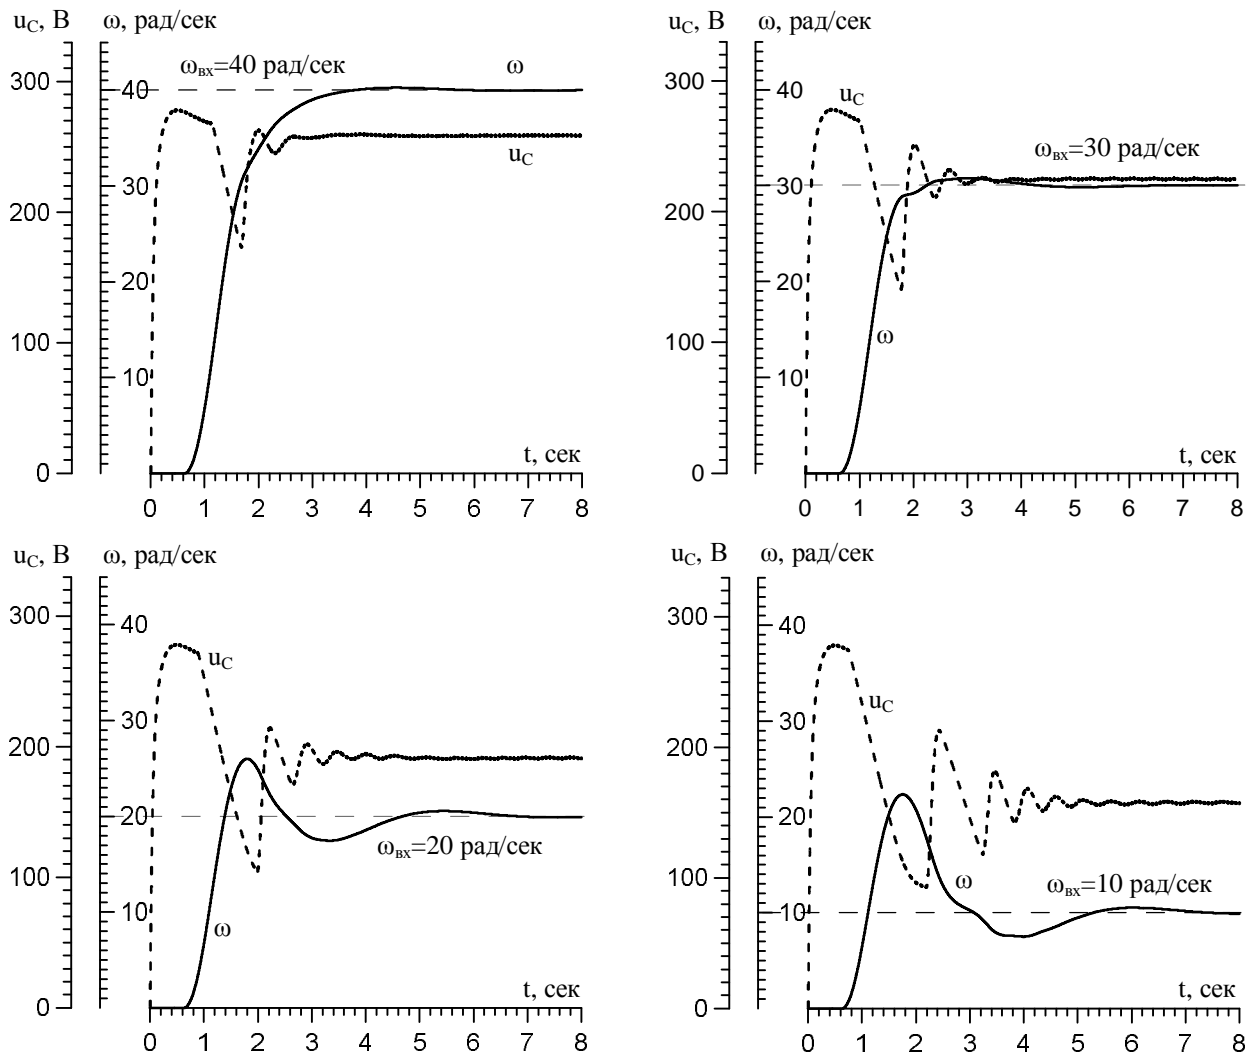 u_C, В ω, рад/сек
300
200
100
0
40
30
20
10
ω_вх=40 рад/сек
ω
u_C
t, сек
0 1 2 3 4 5 6 7 8
u_C, В ω, рад/сек
300
200
100
0
40
30
20
10
u_C
ω_вх=30 рад/сек
ω
t, сек
0 1 2 3 4 5 6 7 8
u_C, В ω, рад/сек
300
200
100
0
40
30
20
10
u_C
ω_вх=20 рад/сек
ω
t, сек
0 1 2 3 4 5 6 7 8
u_C, В ω, рад/сек
300
200
100
0
40
30
20
10
u_C
ω
ω_вх=10 рад/сек
t, сек
0 1 2 3 4 5 6 7 8